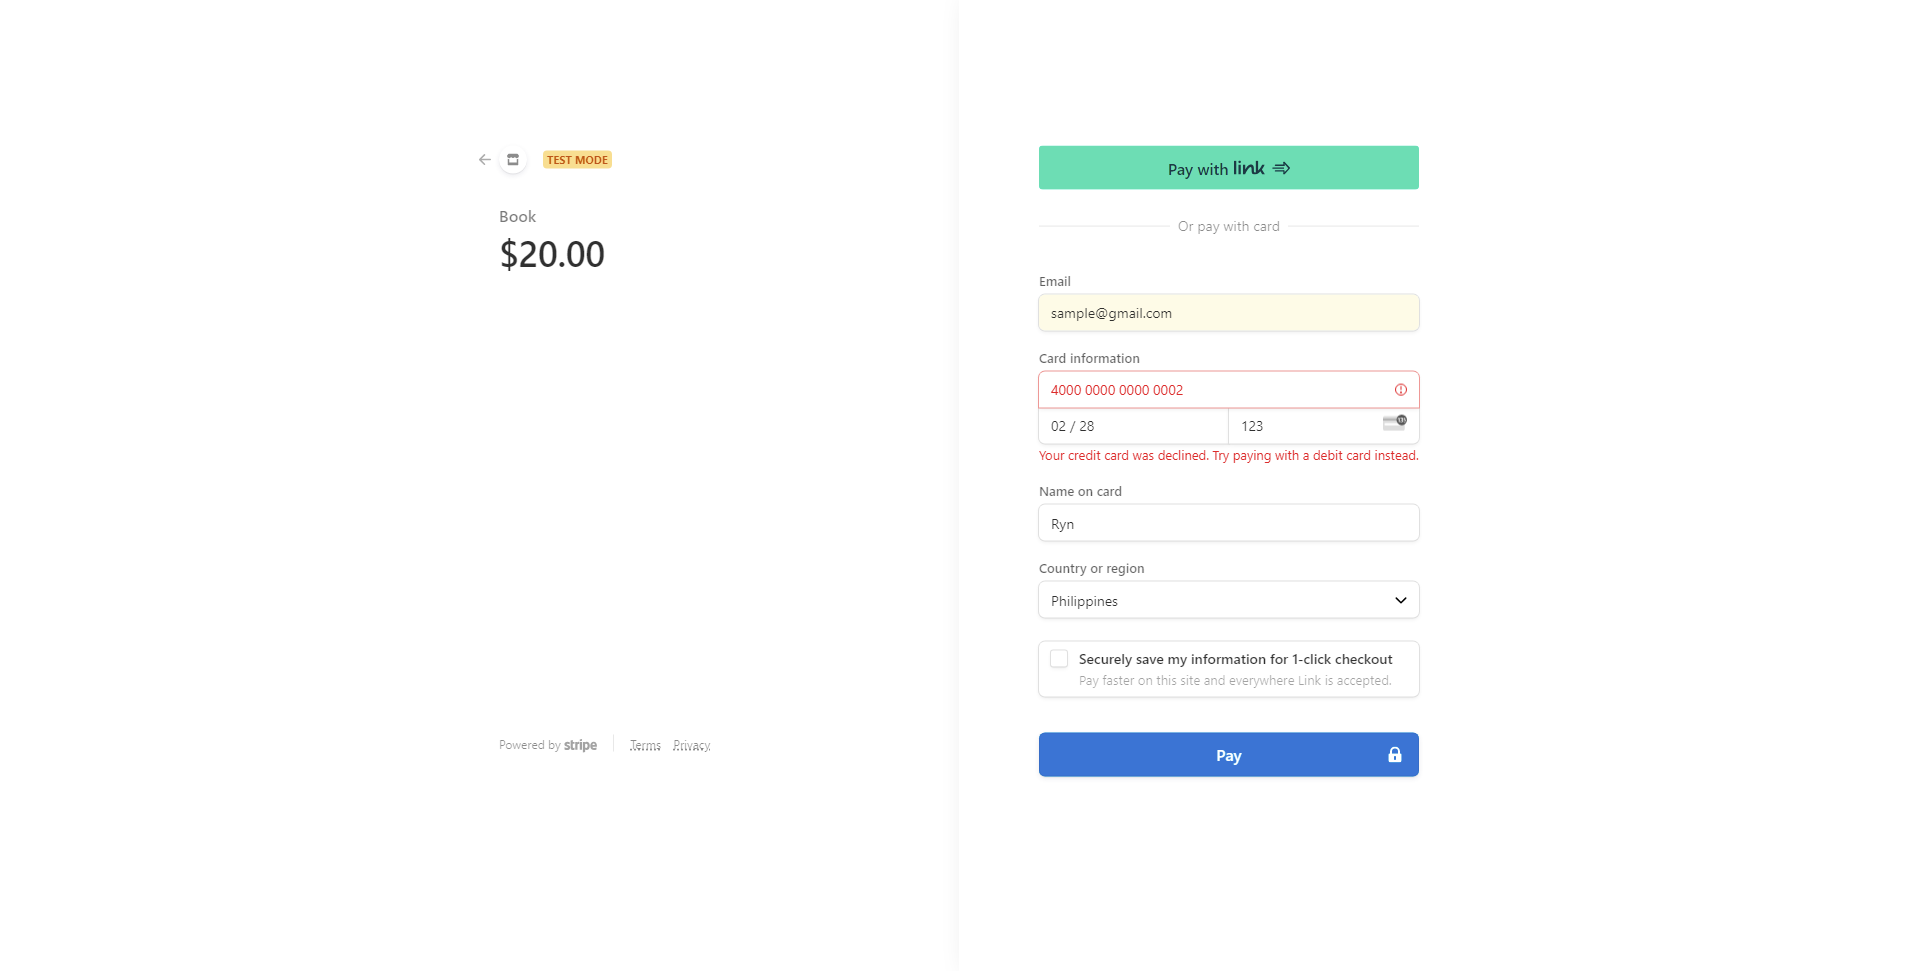 TEST MODE
Book
$20.00
Powered by stripe
Terms
Privacy
Pay with link
Or pay with card
Email
sample@gmail.com
Card information
4000 0000 0000 0002
02 / 28
123
Your credit card was declined. Try paying with a debit card instead.
Name on card
Ryn
Country or region
Philippines
Securely save my information for 1-click checkout
Pay faster on this site and everywhere Link is accepted.
Pay